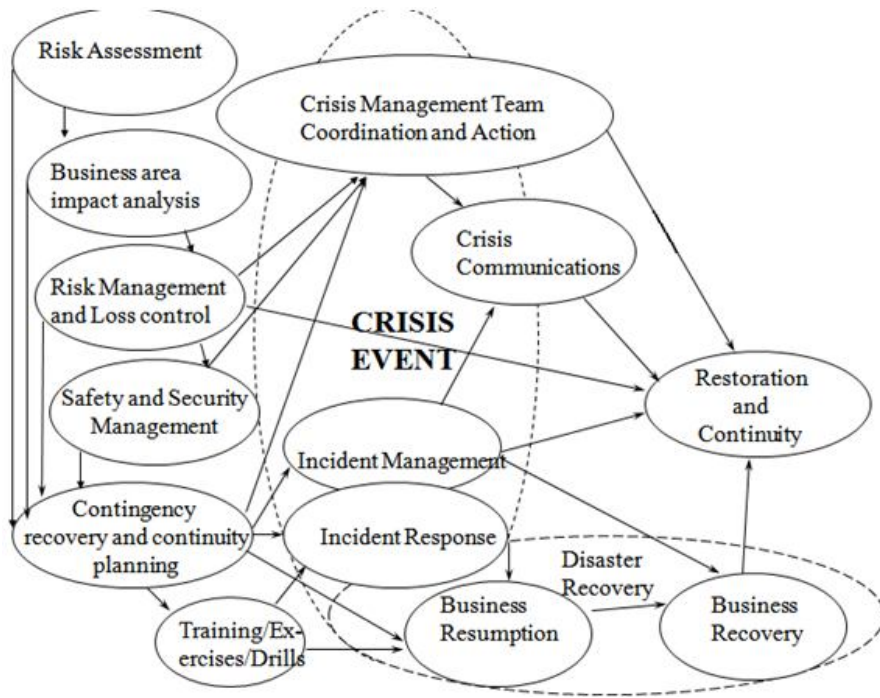 Risk Assessment
Crisis Management Team
Coordination and Action
Business area
impact analysis
Crisis
Communications
Risk Management
and Loss control
CRISIS
EVENT
Restoration
and
Continuity
Safety and Security
Management
Incident Management
Contingency
recovery and continuity
planning
Incident Response
Disaster
Recovery
Business
Resumption
Business
Recovery
Training/Ex-
ercises/Drills